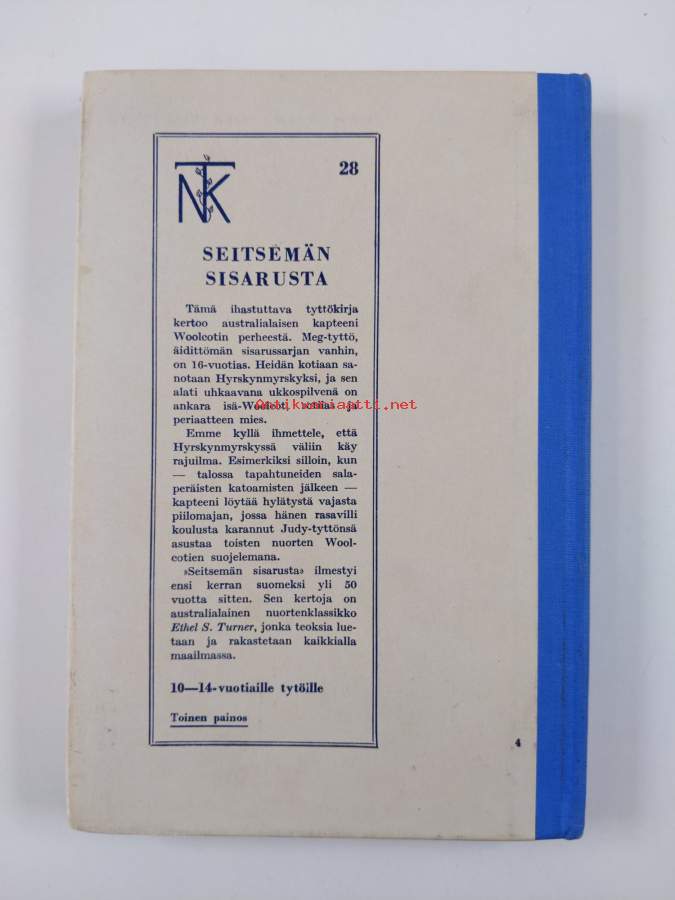 NTK
28
SEITSEMÄN
SISARUSTA
Tämä ihastuttava tyttökirja
kertoo australialaisen kapteeni
Woolcotin perheestä. Meg-tyttö,
äidittömän sisarussarjan vanhin,
on 16-vuotias. Heidän kotiaan sa-
notaan Hyrskynmyrskyksi, ja sen
alati uhkaavana ukkospilvenä on
ankara isä-Woolcot, ja
periaatteen mies.
Antikvariaatti.net
Emme kyllä ihmettele, että
Hyrskynmyrskyssä väliin käy
rajuilma. Esimerkiksi silloin, kun
— talossa tapahtuneiden sala-
peräisten katoamisten jälkeen —
kapteeni löytää hylätystä vajasta
piilomajan, jossa hänen rasavilli
koulusta karannut Judy-tyttönsä
asustaa toisten nuorten Wool-
cotien suojelemana.
»Seitsemän sisarusta» ilmestyi
ensi kerran suomeksi yli 50
vuotta sitten. Sen kertoja on
australialainen nuortenklassikko
Ethel S. Turner, jonka teoksia lue-
taan ja rakastetaan kaikkialla
maailmassa.
10—14-vuotiaille tytöille
Toinen painos
4